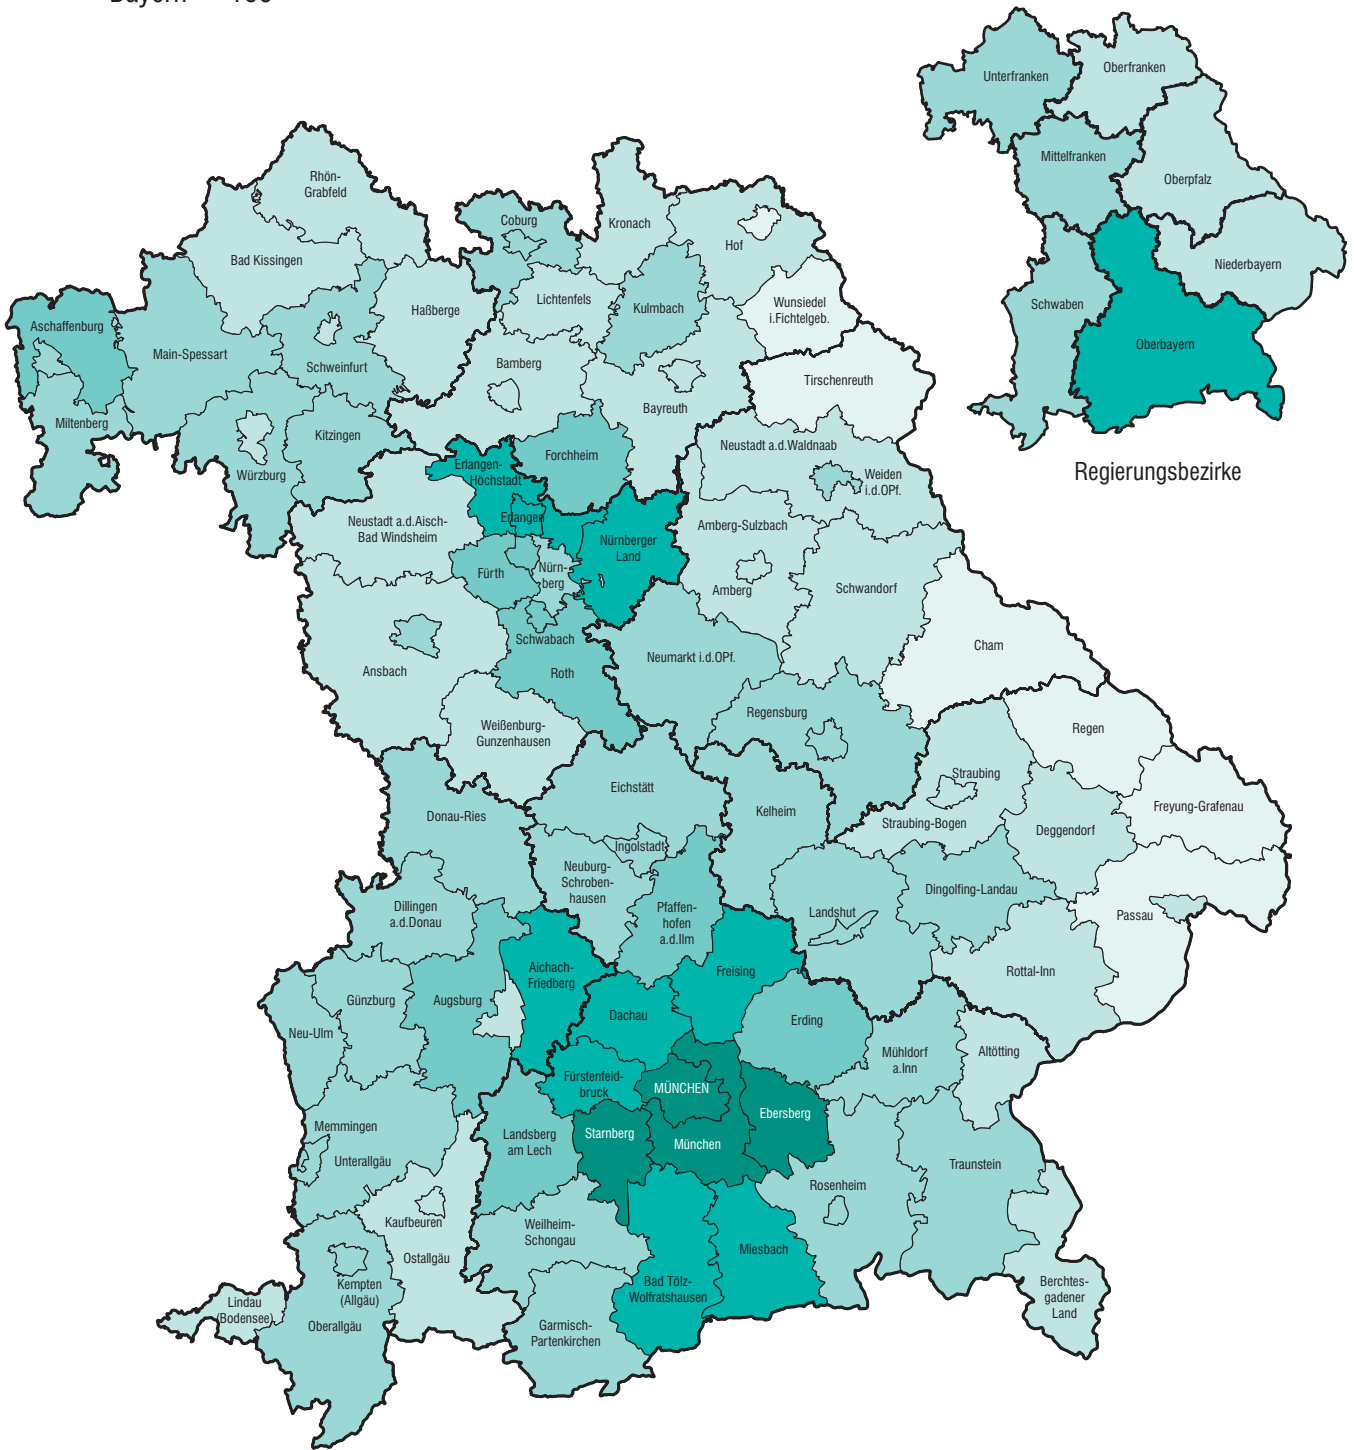 Unterfranken
Oberfranken
Mittelfranken
Oberpfalz
Niederbayern
Schwaben
Oberbayern
Regierungsbezirke
Rhön-
Grabfeld
Bad Kissingen
Coburg
Kronach
Hof
Haßberge
Lichtenfels
Kulmbach
Wunsiedel
i.Fichtelgeb.
Aschaffenburg
Main-Spessart
Schweinfurt
Bamberg
Bayreuth
Tirschenreuth
Miltenberg
Kitzingen
Würzburg
Erlangen-
Höchstadt
Forchheim
Neustadt a.d.Waldnaab
Weiden
i.d.OPf.
Neustadt a.d.Aisch-
Bad Windsheim
Erlangen
Nürnberger
Land
Amberg-Sulzbach
Fürth
Nürn-
berg
Amberg
Schwandorf
Schwabach
Cham
Ansbach
Roth
Neumarkt i.d.OPf.
Weißenburg-
Gunzenhausen
Regensburg
Regen
Straubing
Eichstätt
Donau-Ries
Kelheim
Straubing-Bogen
Deggendorf
Freyung-Grafenau
Ingolstadt
Neuburg-
Schroben-
hausen
Dingolfing-Landau
Dillingen
a.d.Donau
Pfaffen-
hofen
a.d.Ilm
Landshut
Passau
Aichach-
Friedberg
Freising
Rottal-Inn
Günzburg
Augsburg
Dachau
Erding
Neu-Ulm
Mühldorf
a.Inn
Altötting
Fürstenfeld-
bruck
MÜNCHEN
Ebersberg
Memmingen
Landsberg
am Lech
Starnberg
München
Unterallgäu
Traunstein
Rosenheim
Kaufbeuren
Weilheim-
Schongau
Ostallgäu
Miesbach
Kempten
(Allgäu)
Bad Tölz-
Wolfratshausen
Berchtes-
gadener
Land
Lindau
(Bodensee)
Oberallgäu
Garmisch-
Partenkirchen